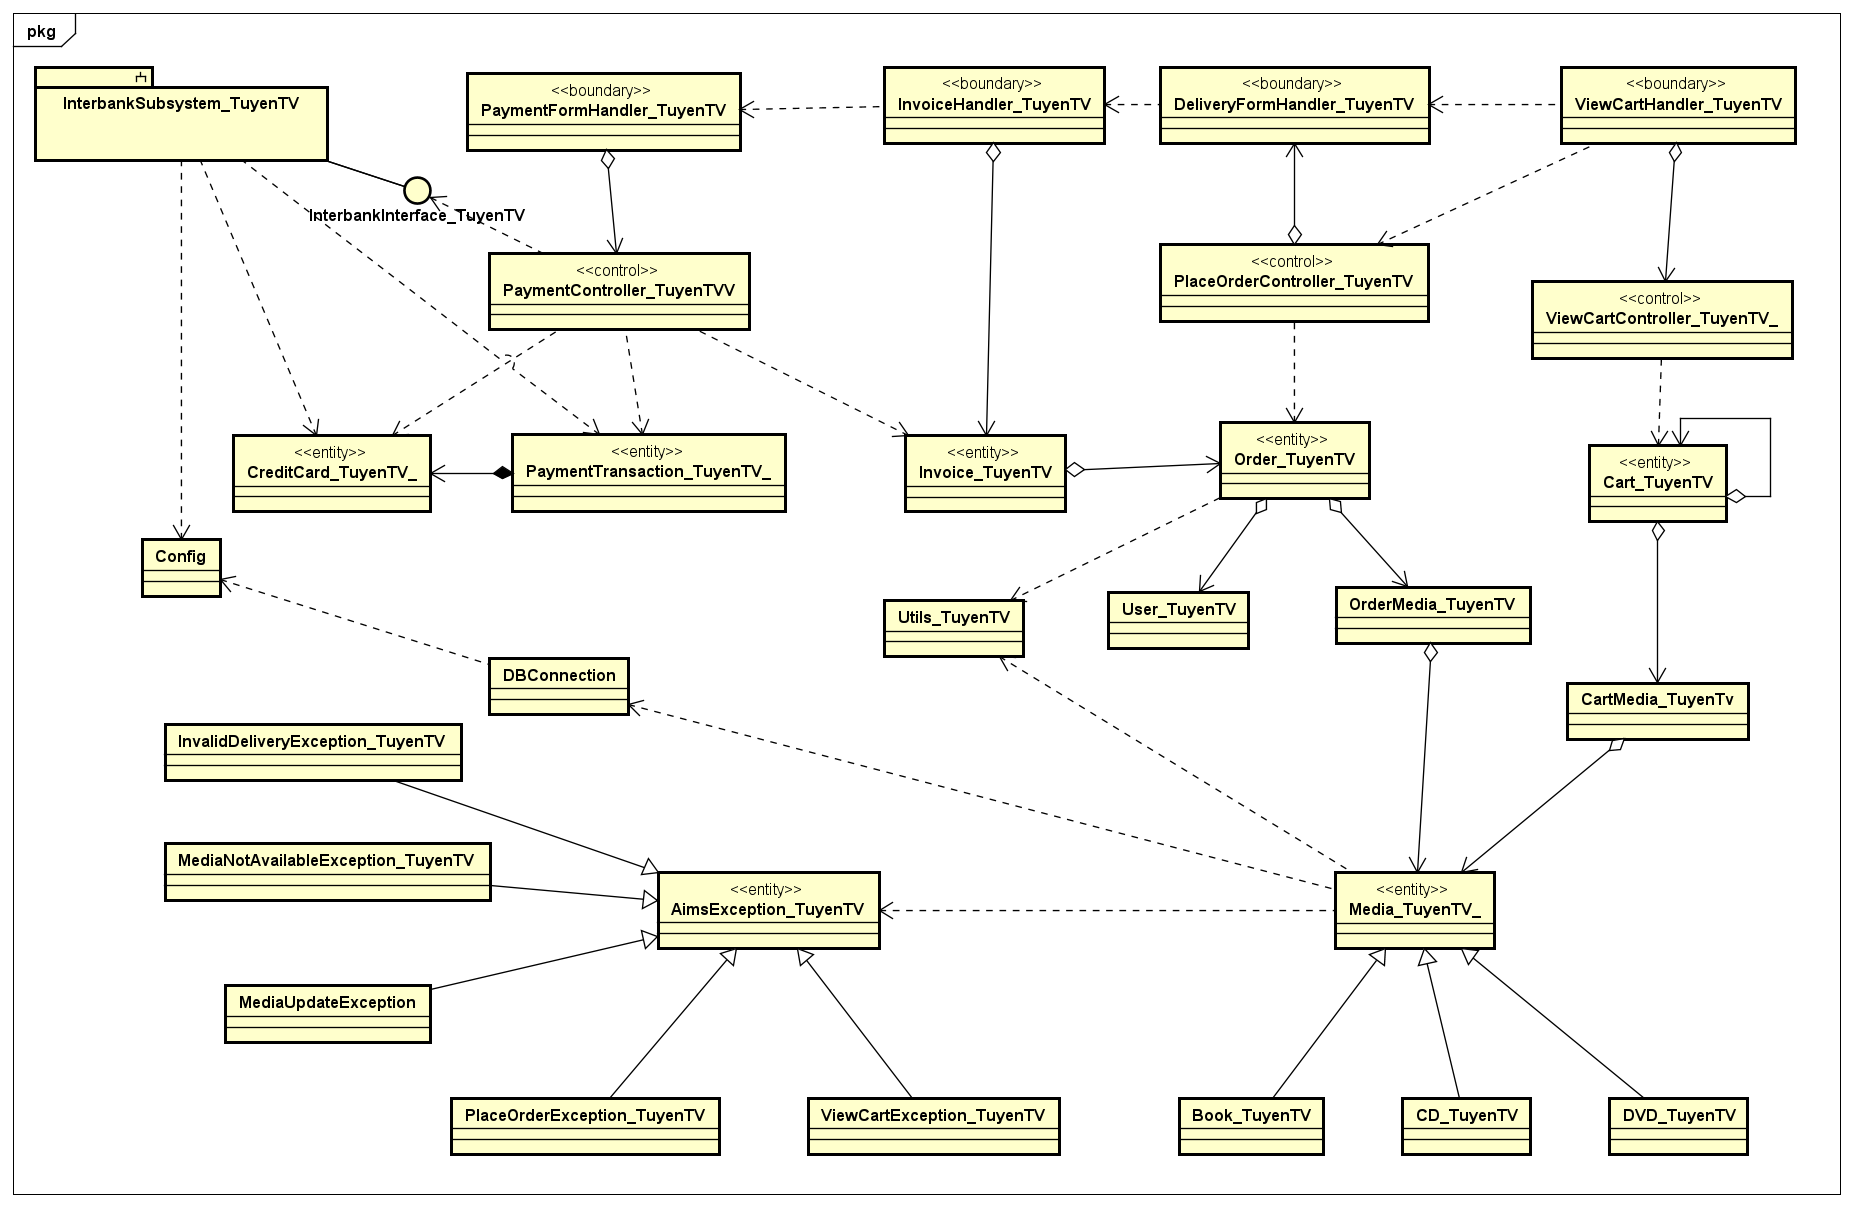 pkg
InterbankSubsystem_TuyenTV
<<boundary>>
PaymentFormHandler_TuyenTV
<<boundary>>
InvoiceHandler_TuyenTV
<<boundary>>
DeliveryFormHandler_TuyenTV
<<boundary>>
ViewCartHandler_TuyenTV
InterbankInterface_TuyenTV
<<control>>
PaymentController_TuyenTVV
<<control>>
PlaceOrderController_TuyenTV
<<control>>
ViewCartController_TuyenTV_
<<entity>>
CreditCard_TuyenTV_
<<entity>>
PaymentTransaction_TuyenTV_
<<entity>>
Invoice_TuyenTV
<<entity>>
Order_TuyenTV
<<entity>>
Cart_TuyenTV
Config
Utils_TuyenTV
User_TuyenTV
OrderMedia_TuyenTV
DBConnection
CartMedia_TuyenTv
InvalidDeliveryException_TuyenTV
MediaNotAvailableException_TuyenTV
<<entity>>
AimsException_TuyenTV
<<entity>>
Media_TuyenTV_
MediaUpdateException
PlaceOrderException_TuyenTV
ViewCartException_TuyenTV
Book_TuyenTV
CD_TuyenTV
DVD_TuyenTV